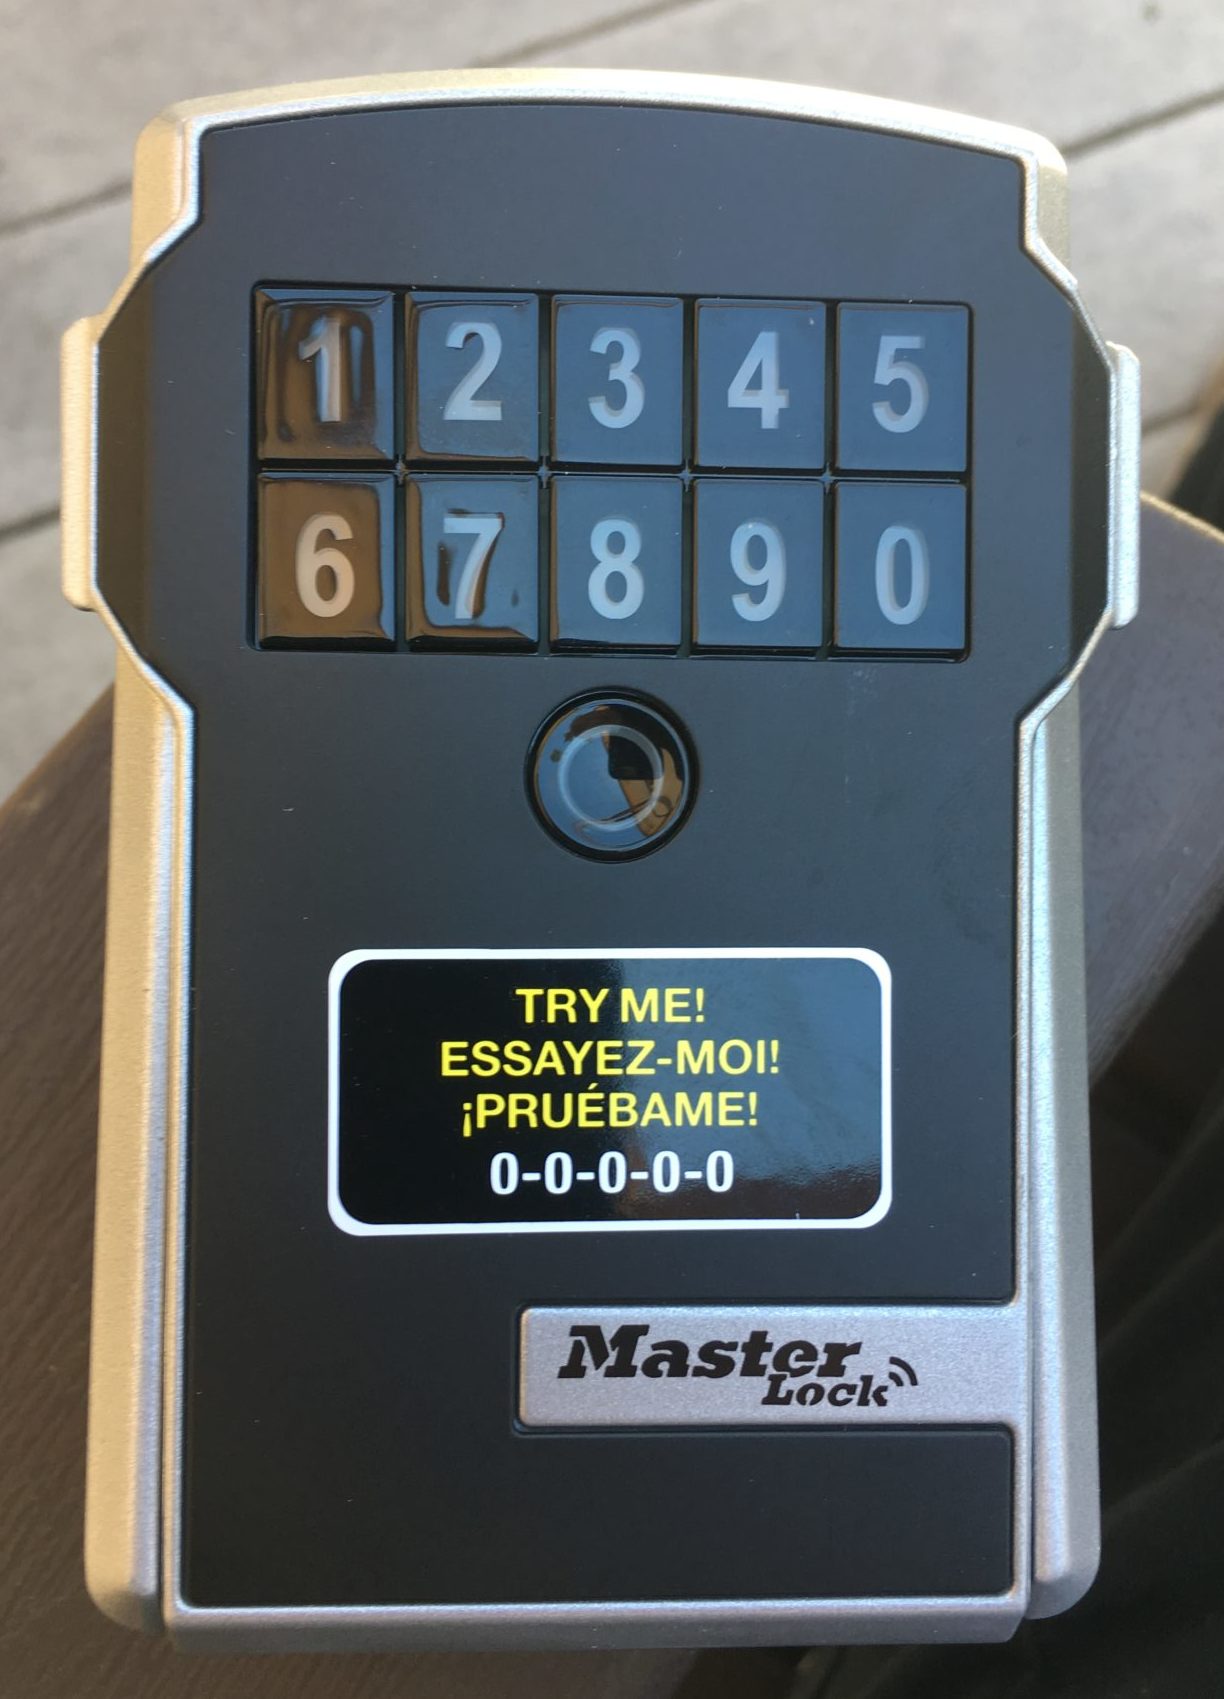 1 2 3 4 5
6 7 8 9 0
TRY ME!
ESSAYEZ-MOI!
¡PRUÉBAME!
0-0-0-0-0
Master
Lock